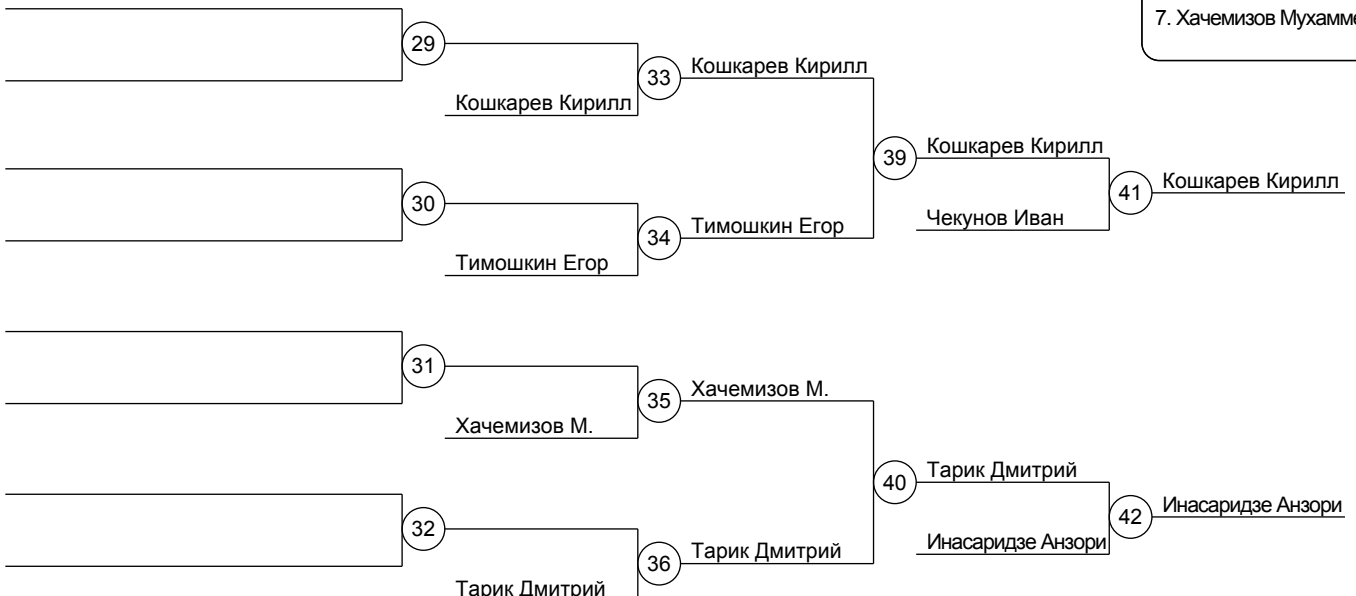 7. Хачемизов Мухамме
29
Кошкарев Кирилл
33
Кошкарев Кирилл
39
Кошкарев Кирилл
41
Кошкарев Кирилл
30
Тимошкин Егор
34
Тимошкин Егор
Чекунов Иван
31
Хачемизов М.
35
Хачемизов М.
40
Тарик Дмитрий
42
Инасаридзе Анзори
32
Тарик Дмитрий
36
Тарик Дмитрий
Инасаридзе Анзори